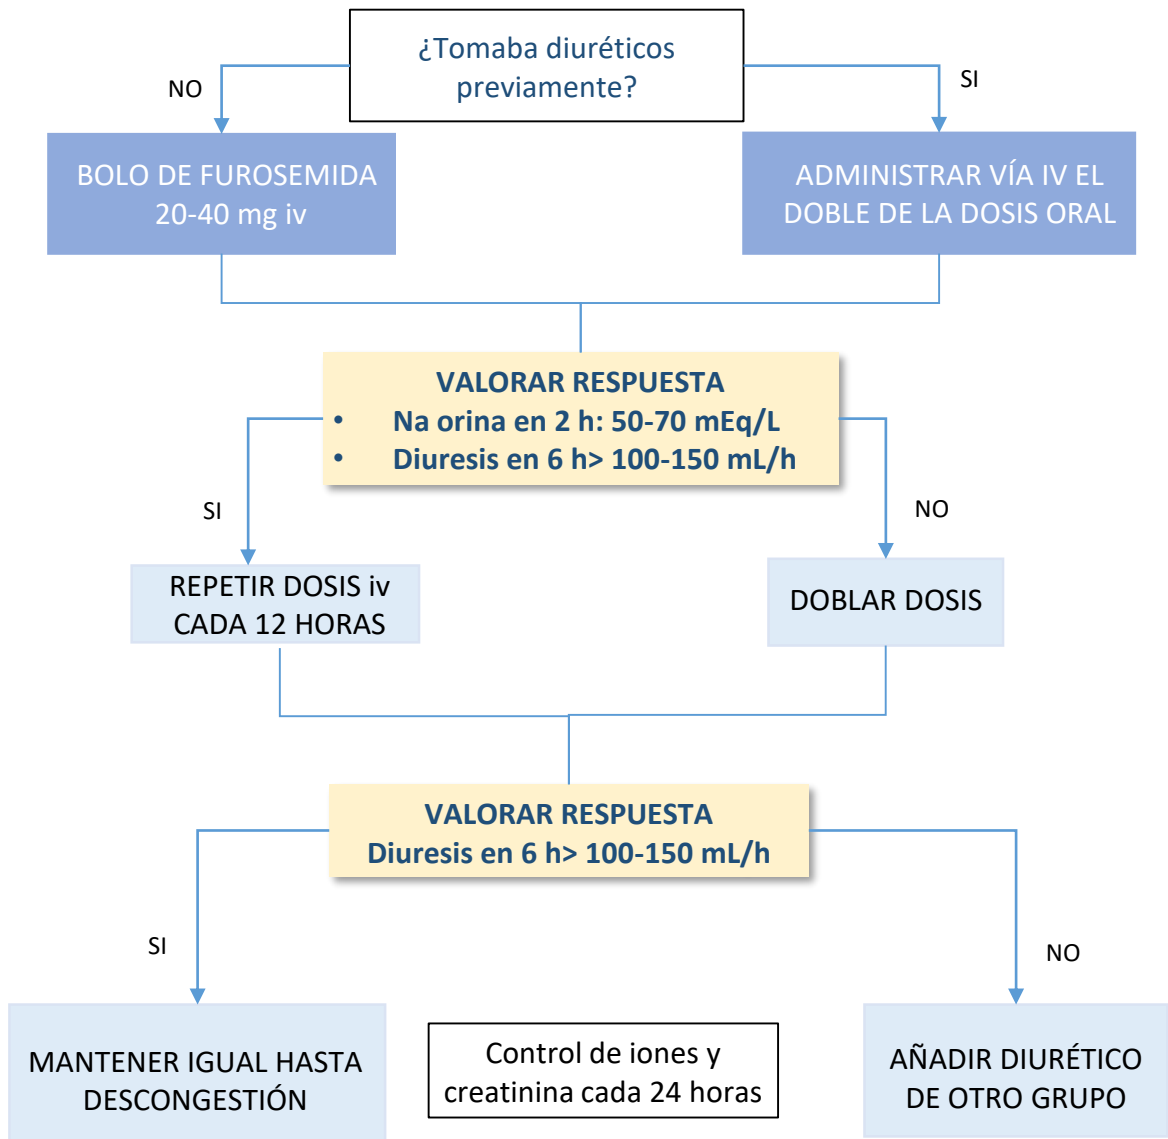 ¿Tomaba diuréticos
previamente?
NO
SI
BOLO DE FUROSEMIDA
20-40 mg iv
ADMINISTRAR VÍA IV EL
DOBLE DE LA DOSIS ORAL
VALORAR RESPUESTA
• Na orina en 2 h: 50-70 mEq/L
• Diuresis en 6 h> 100-150 mL/h
SI
NO
REPETIR DOSIS iv
CADA 12 HORAS
DOBLAR DOSIS
VALORAR RESPUESTA
Diuresis en 6 h> 100-150 mL/h
SI
NO
MANTENER IGUAL HASTA
DESCONGESTIÓN
Control de iones y
creatinina cada 24 horas
AÑADIR DIURÉTICO
DE OTRO GRUPO